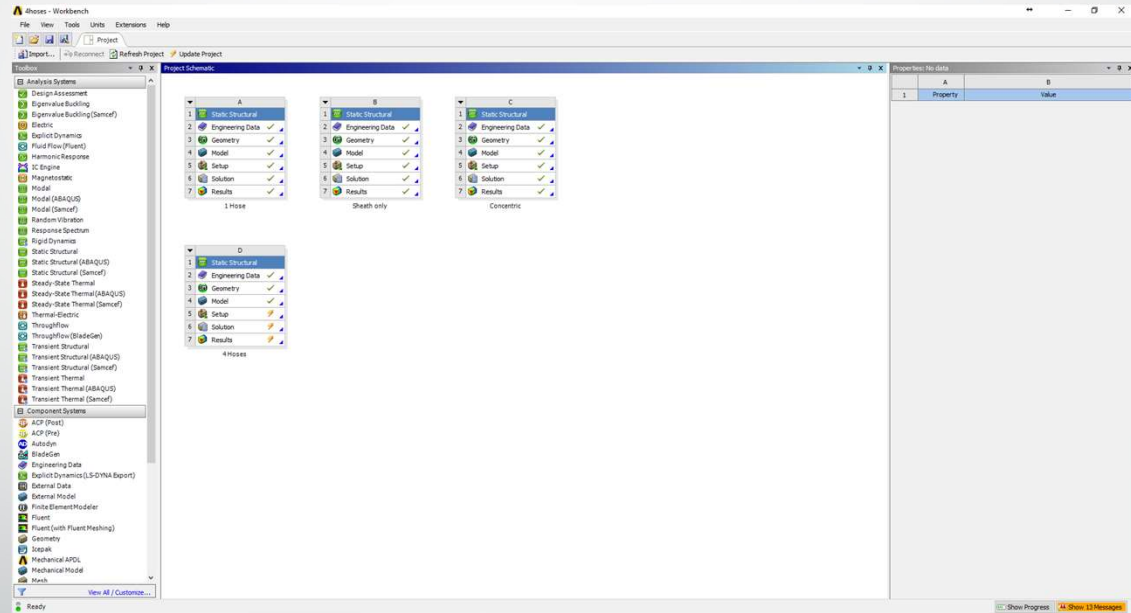 4hoses - Workbench
File View Tools Units Extensions Help
Project
Import... Reconnect Refresh Project Update Project
Toolbox
Analysis Systems
Design Assessment
Eigenvalue Buckling
Eigenvalue Buckling (Samcef)
Electric
Explicit Dynamics
Fluid Flow (Fluent)
Harmonic Response
IC Engine
Magnetostatic
Modal
Modal (ABAQUS)
Modal (Samcef)
Random Vibration
Response Spectrum
Rigid Dynamics
Static Structural
Static Structural (ABAQUS)
Static Structural (Samcef)
Steady-State Thermal
Steady-State Thermal (ABAQUS)
Steady-State Thermal (Samcef)
Thermal-Electric
Throughflow
Throughflow (BladeGen)
Transient Structural
Transient Structural (ABAQUS)
Transient Structural (Samcef)
Transient Thermal
Transient Thermal (ABAQUS)
Transient Thermal (Samcef)
Component Systems
ACP (Post)
ACP (Pre)
Autodyn
BladeGen
Engineering Data
Explicit Dynamics (LS-DYNA Export)
External Data
External Model
Finite Element Modeler
Fluent
Fluent (with Fluent Meshing)
Geometry
Icepak
Mechanical APDL
Mechanical Model
Mesh
View All / Customize...
Project Schematic
A
1 Static Structural
2 Engineering Data
3 Geometry
4 Model
5 Setup
6 Solution
7 Results
1 Hose
B
1 Static Structural
2 Engineering Data
3 Geometry
4 Model
5 Setup
6 Solution
7 Results
Sheath only
C
1 Static Structural
2 Engineering Data
3 Geometry
4 Model
5 Setup
6 Solution
7 Results
Concentric
D
1 Static Structural
2 Engineering Data
3 Geometry
4 Model
5 Setup
6 Solution
7 Results
4 Hoses
Properties: No data
A B
1 Property Value
Ready
Show Progress Show 13 Messages